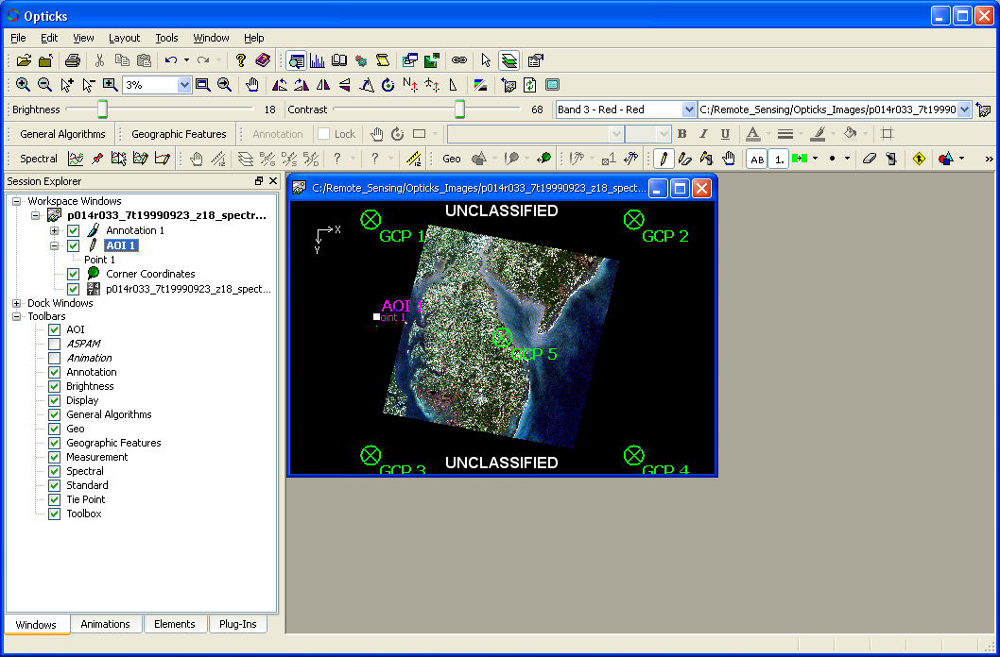 Opticks
File Edit View Layout Tools Window Help
3%
Brightness 18 Contrast 68 Band 3 - Red - Red C:/Remote_Sensing/Opticks_Images/p014r033_7t19990
General Algorithms Geographic Features Annotation Lock B I U A
Spectral Geo AB 1.
Session Explorer
C:/Remote_Sensing/Opticks_Images/p014r033_7t19990923_z18_spect...
Workspace Windows
p014r033_7t19990923_z18_spectr...
Annotation 1
AOI 1
Point 1
Corner Coordinates
p014r033_7t19990923_z18_spect...
Dock Windows
Toolbars
AOI
ASPAM
Animation
Annotation
Brightness
Display
General Algorithms
Geo
Geographic Features
Measurement
Spectral
Standard
Tie Point
Toolbox
Windows Animations Elements Plug-Ins
UNCLASSIFIED
X
Y
GCP 1
GCP 2
AOI 1
oint 1
GCP 5
GCP 3
GCP 4
UNCLASSIFIED